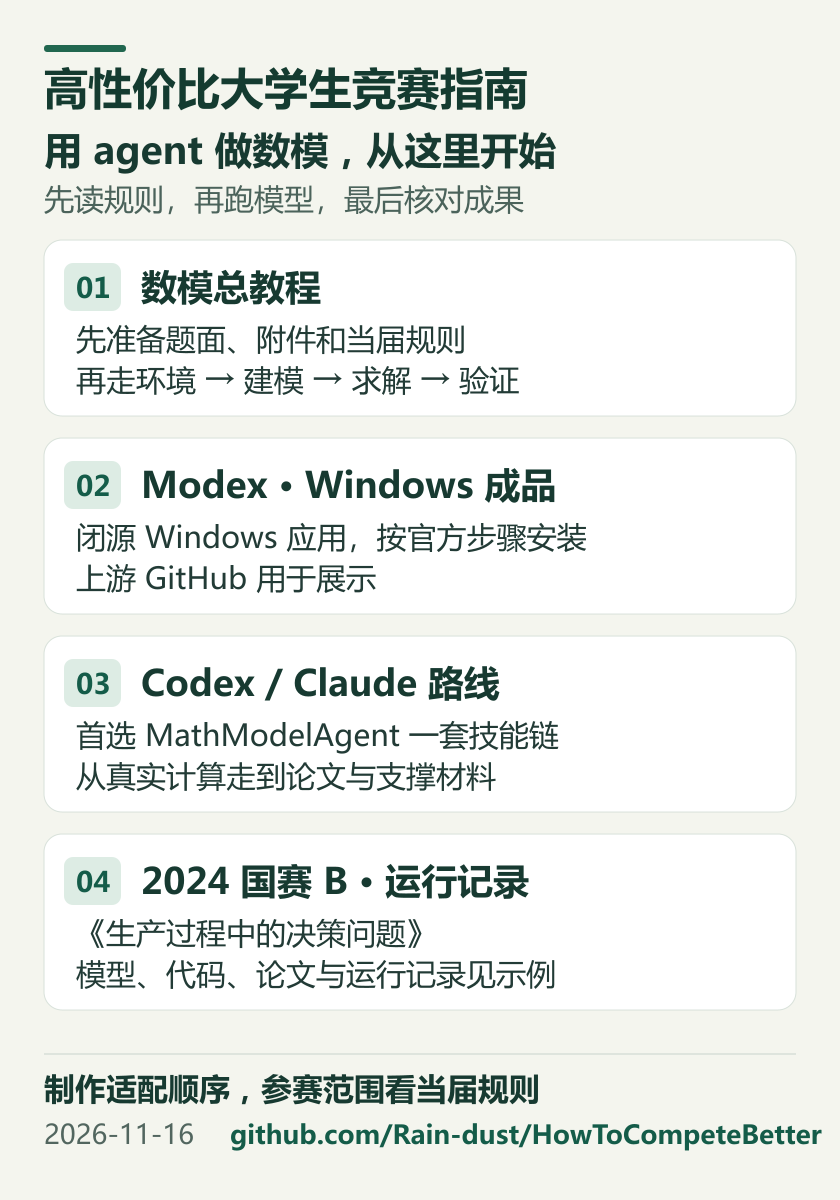 高性价比大学生竞赛指南
用 agent 做数模，从这里开始
先读规则，再跑模型，最后核对成果
01 数模总教程
先准备题面、附件和当届规则
再走环境 → 建模 → 求解 → 验证
02 Modex · Windows 成品
闭源 Windows 应用，按官方步骤安装
上游 GitHub 用于展示
03 Codex / Claude 路线
首选 MathModelAgent 一套技能链
从真实计算走到论文与支撑材料
04 2024 国赛 B · 运行记录
《生产过程中的决策问题》
模型、代码、论文与运行记录见示例
制作适配顺序，参赛范围看当届规则
2026-11-16 github.com/Rain-dust/HowToCompeteBetter